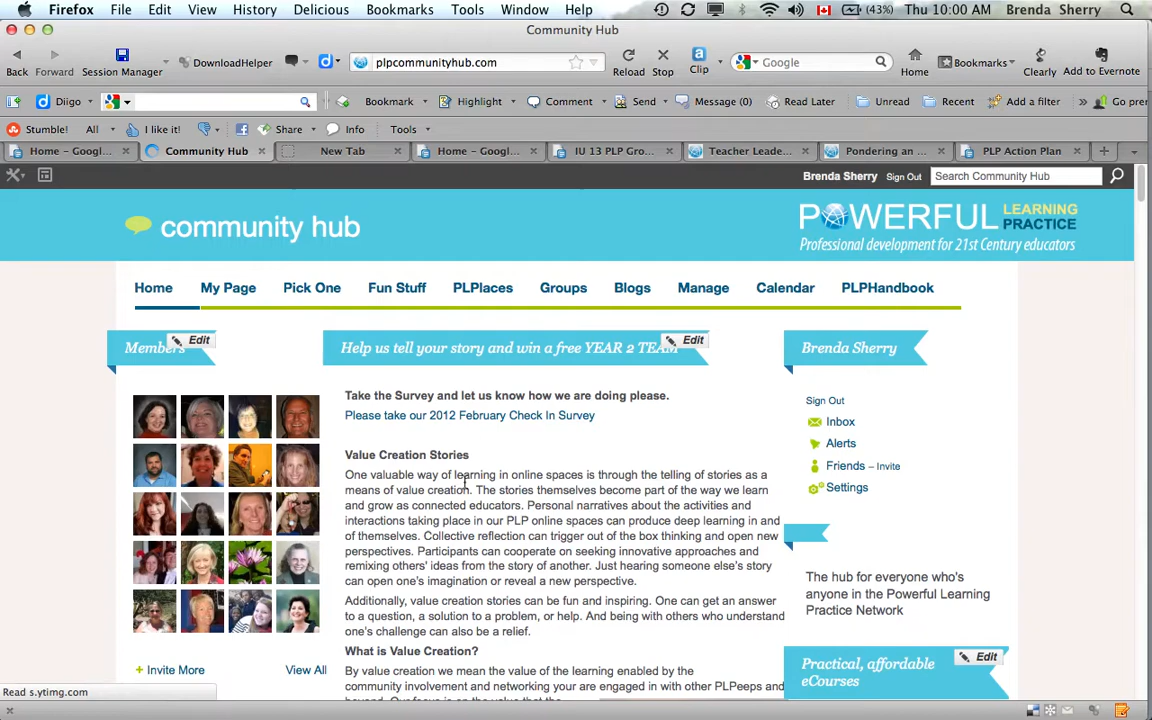 Firefox File Edit View History Delicious Bookmarks Tools Window Help (43%) Thu 10:00 AM Brenda Sherry
Community Hub
plpcommunityhub.com Google
Back Forward Session Manager DownloadHelper Reload Stop Clip Home Bookmarks Clearly Add to Evernote
Diigo Bookmark Highlight Comment Send Message (0) Read Later Unread Recent Add a filter » Go pre
Stumble! All I like it! Share Info Tools
Home – Googl... Community Hub New Tab Home – Googl... IU 13 PLP Gro... Teacher Leade... Pondering an ... PLP Action Plan
Brenda Sherry Sign Out Search Community Hub
community hub
POWERFUL LEARNING PRACTICE
Professional development for 21st Century educators
Home My Page Pick One Fun Stuff PLPlaces Groups Blogs Manage Calendar PLPHandbook
Members Edit
Help us tell your story and win a free YEAR 2 TEAM Edit
Brenda Sherry
Take the Survey and let us know how we are doing please.
Please take our 2012 February Check In Survey
Value Creation Stories
One valuable way of learning in online spaces is through the telling of stories as a
means of value creation. The stories themselves become part of the way we learn
and grow as connected educators. Personal narratives about the activities and
interactions taking place in our PLP online spaces can produce deep learning in and
of themselves. Collective reflection can trigger out of the box thinking and open new
perspectives. Participants can cooperate on seeking innovative approaches and
remixing others' ideas from the story of another. Just hearing someone else's story
can open one's imagination or reveal a new perspective.
Additionally, value creation stories can be fun and inspiring. One can get an answer
to a question, a solution to a problem, or help. And being with others who understand
one's challenge can also be a relief.
What is Value Creation?
By value creation we mean the value of the learning enabled by the
community involvement and networking your are engaged in with other PLPeeps and
Sign Out
Inbox
Alerts
Friends – Invite
Settings
The hub for everyone who's
anyone in the Powerful Learning
Practice Network
Practical, affordable Edit
eCourses
+ Invite More View All
Read s.ytimg.com